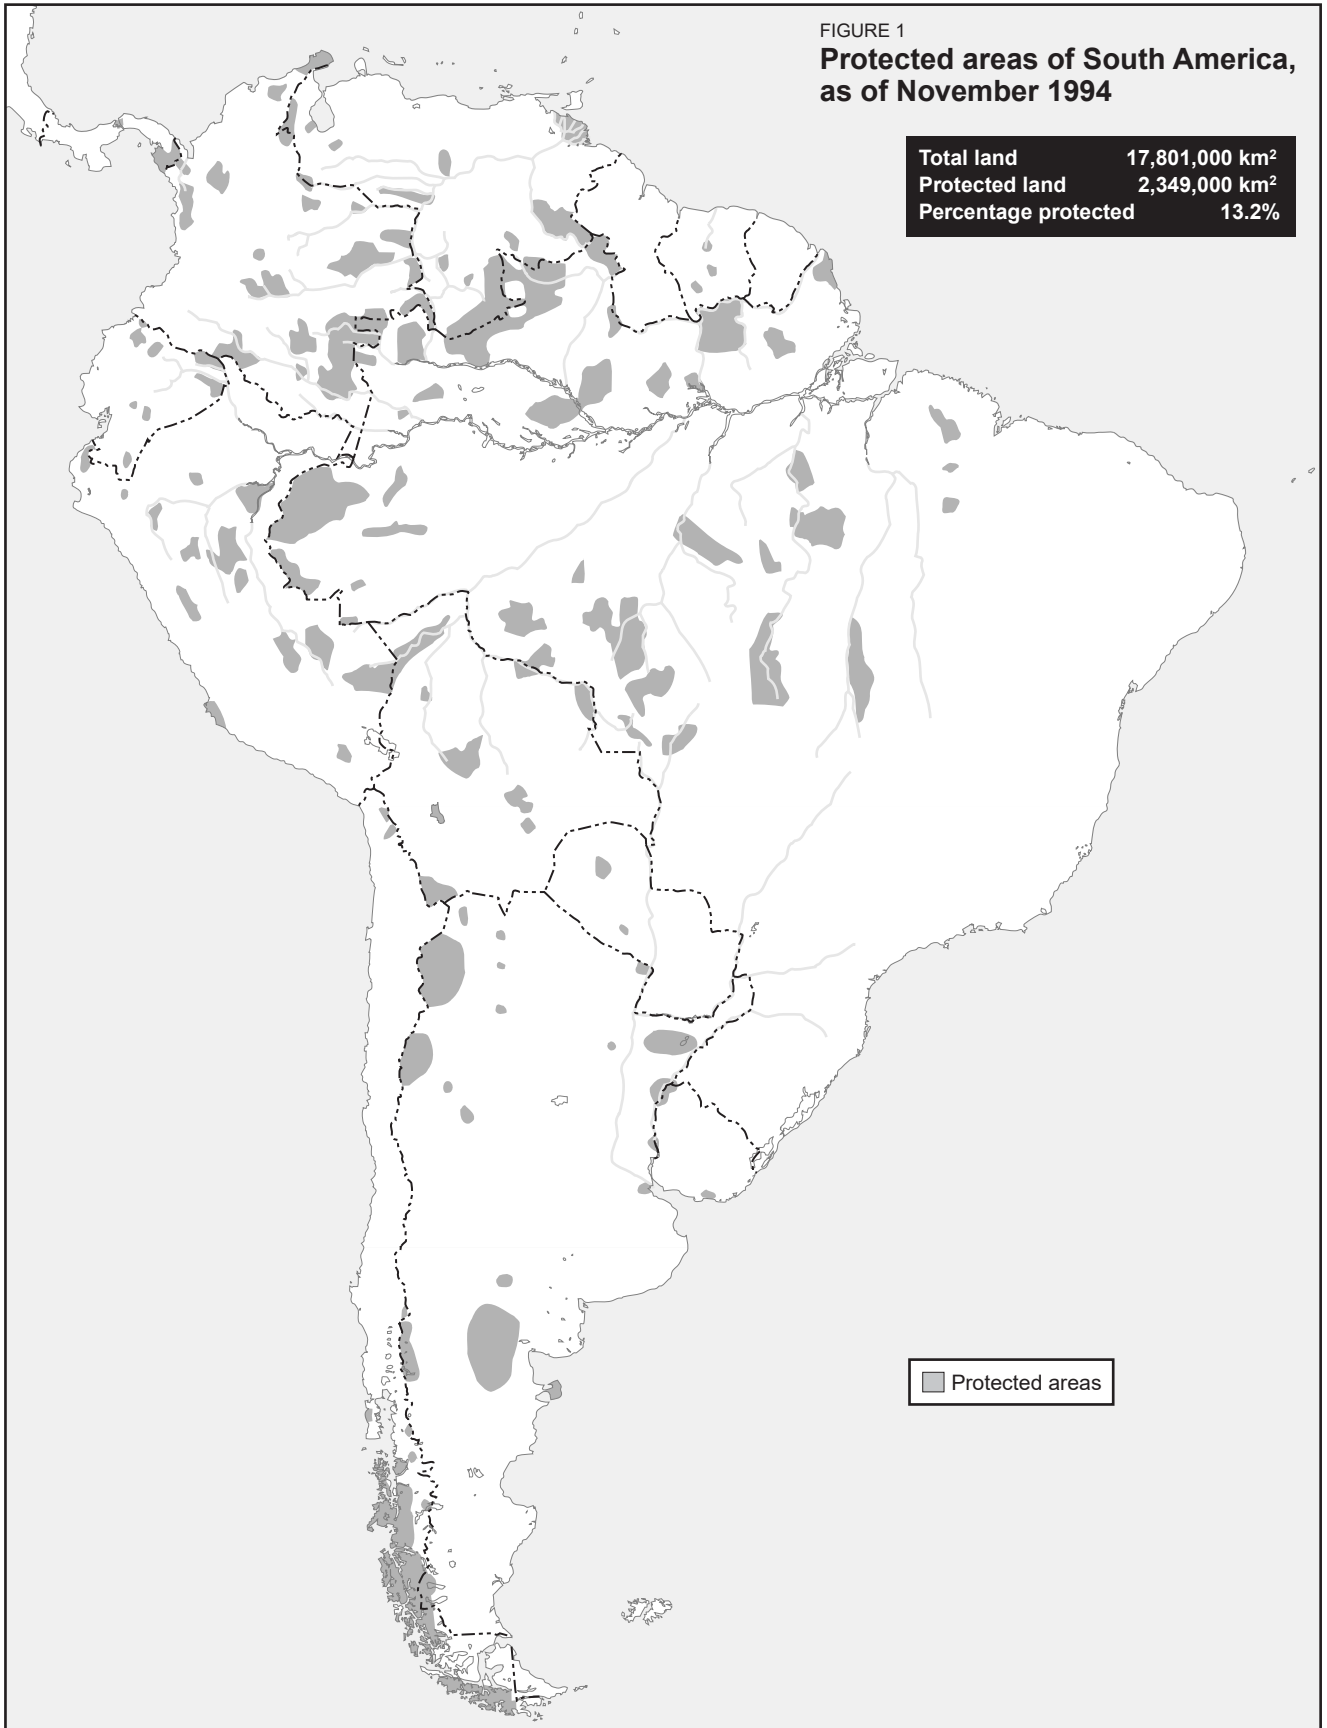 FIGURE 1
Protected areas of South America,
as of November 1994
Total land 17,801,000 km²
Protected land 2,349,000 km²
Percentage protected 13.2%
Protected areas